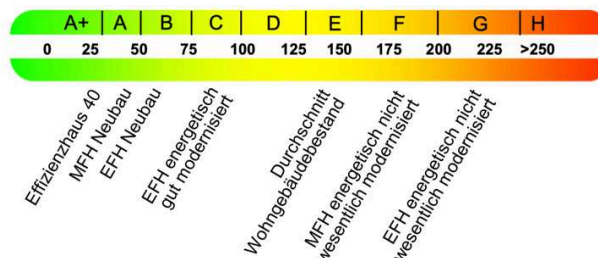 A+ A B C D E F G H
0 25 50 75 100 125 150 175 200 225 >250
Effizienzhaus 40
MFH Neubau
EFH Neubau
EFH energetisch
gut modernisiert
Durchschnitt
Wohngebäudebestand
MFH energetisch nicht
wesentlich modernisiert
EFH energetisch nicht
wesentlich modernisiert